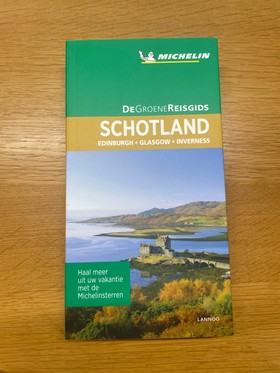 MICHELIN
DeGroeneReisgids
SCHOTLAND
EDINBURGH • GLASGOW • INVERNESS
Haal meer
uit uw vakantie
met de
Michelinsterren
LANNOO